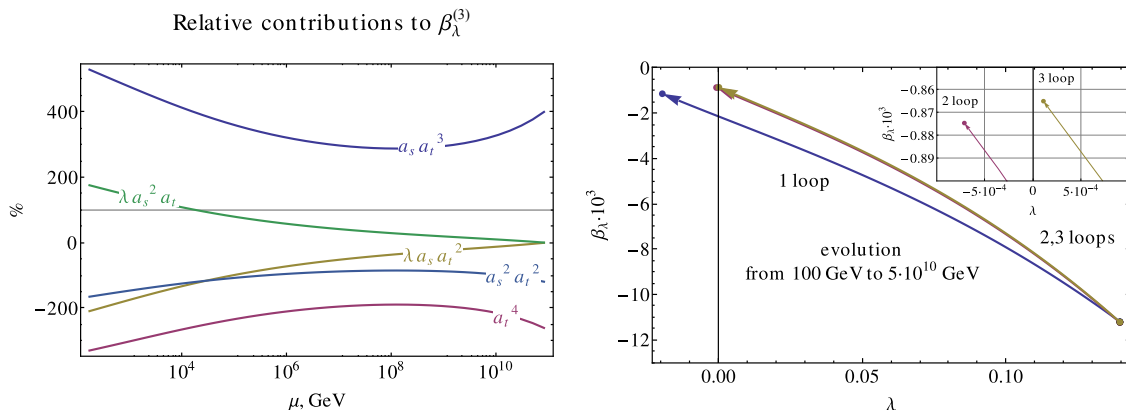 Relative contributions to β_λ^(3)
%
400
200
0
−200
a_s a_t^3
λ a_s^2 a_t
λ a_s a_t^2
a_s^2 a_t^2
a_t^4
10^4
10^6
10^8
10^10
μ, GeV
β_λ·10^3
0
−2
−4
−6
−8
−10
−12
1 loop
2,3 loops
evolution
from 100 GeV to 5·10^10 GeV
0.00
0.05
0.10
λ
β_λ·10^3
−0.86
−0.87
−0.88
−0.89
2 loop
3 loop
−5·10^-4
0
5·10^-4
λ